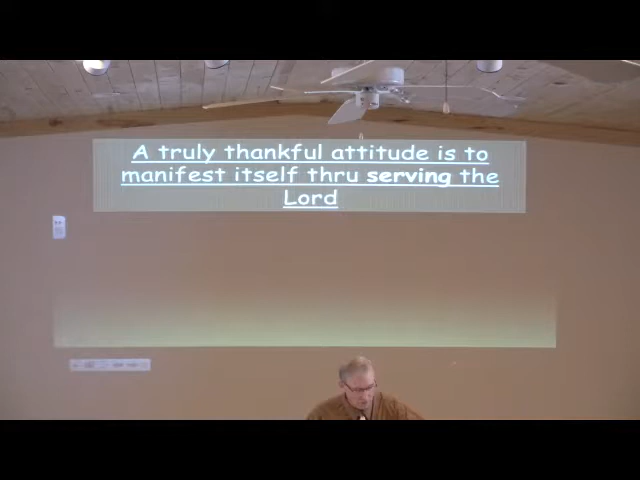 A truly thankful attitude is to
manifest itself thru serving the
Lord